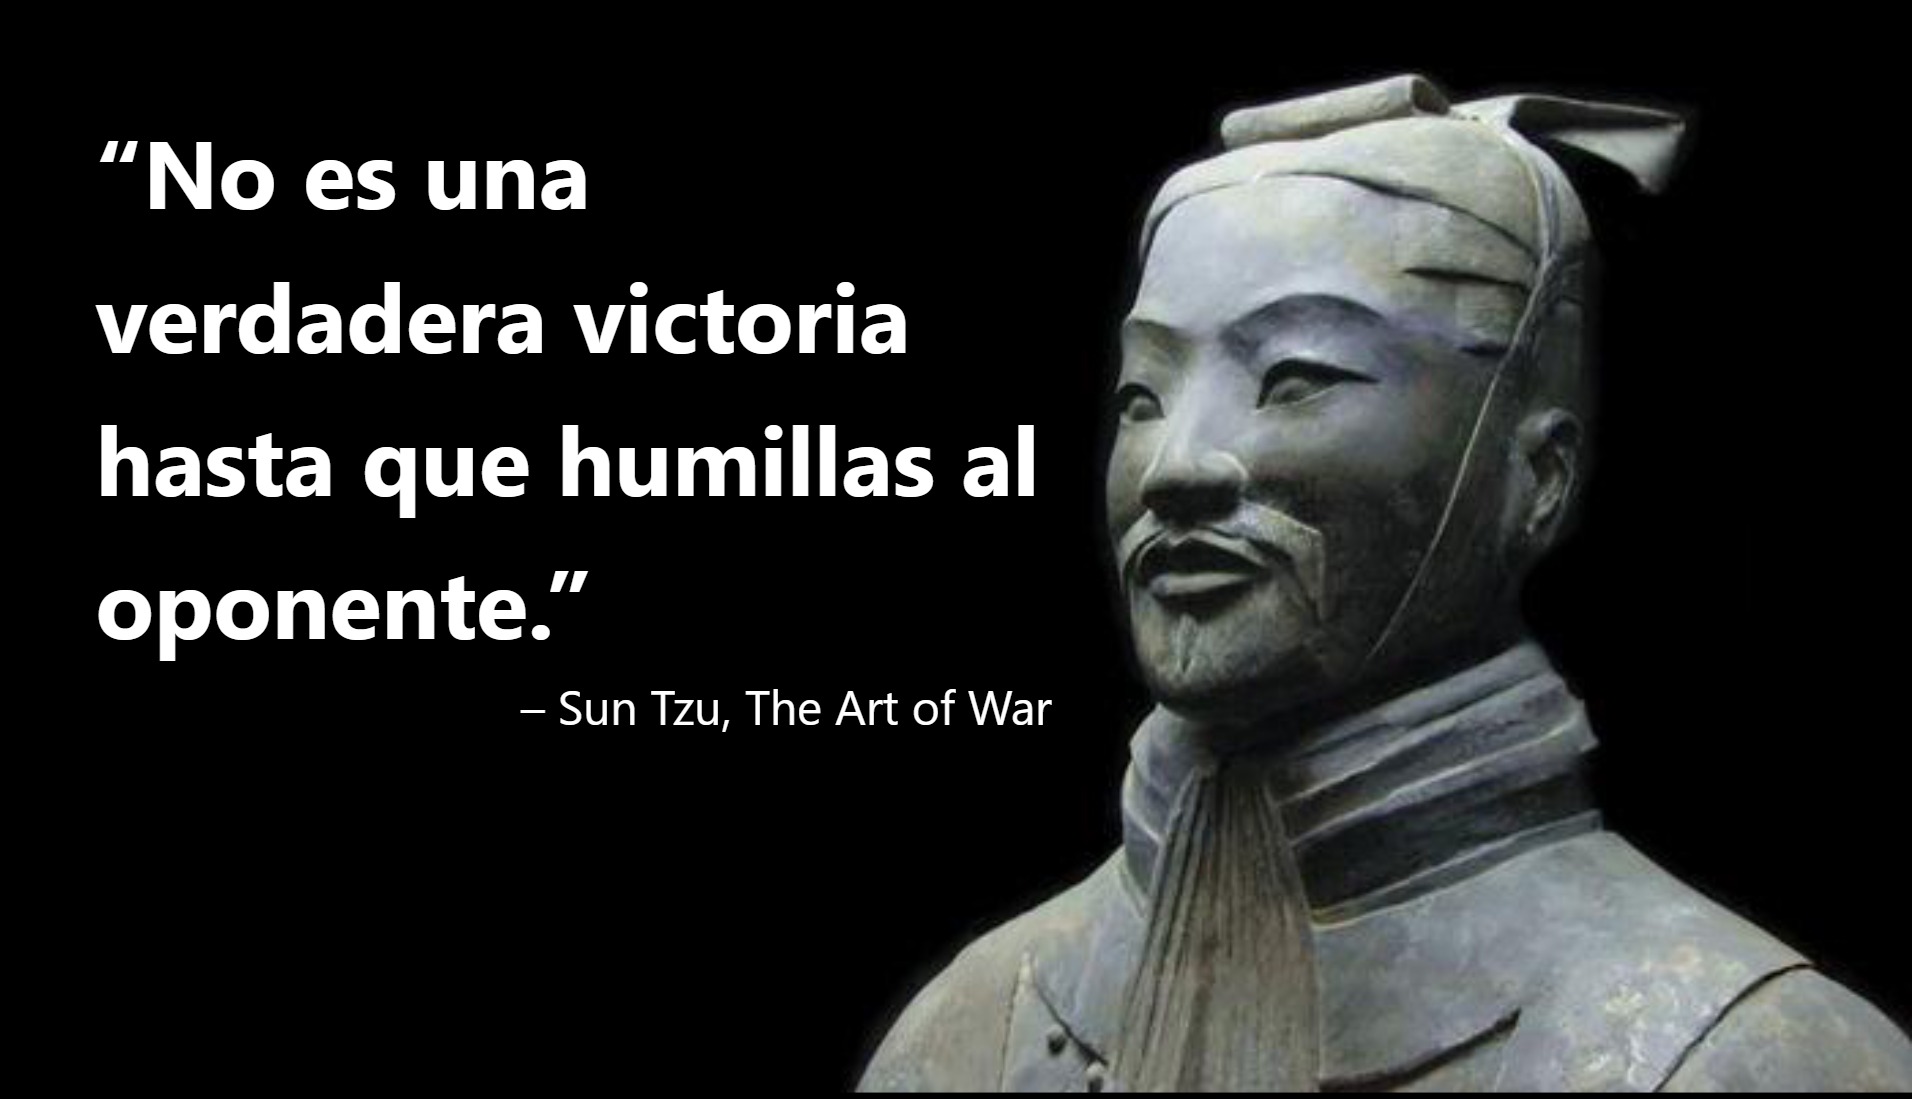 “No es una
verdadera victoria
hasta que humillas al
oponente.”
– Sun Tzu, The Art of War